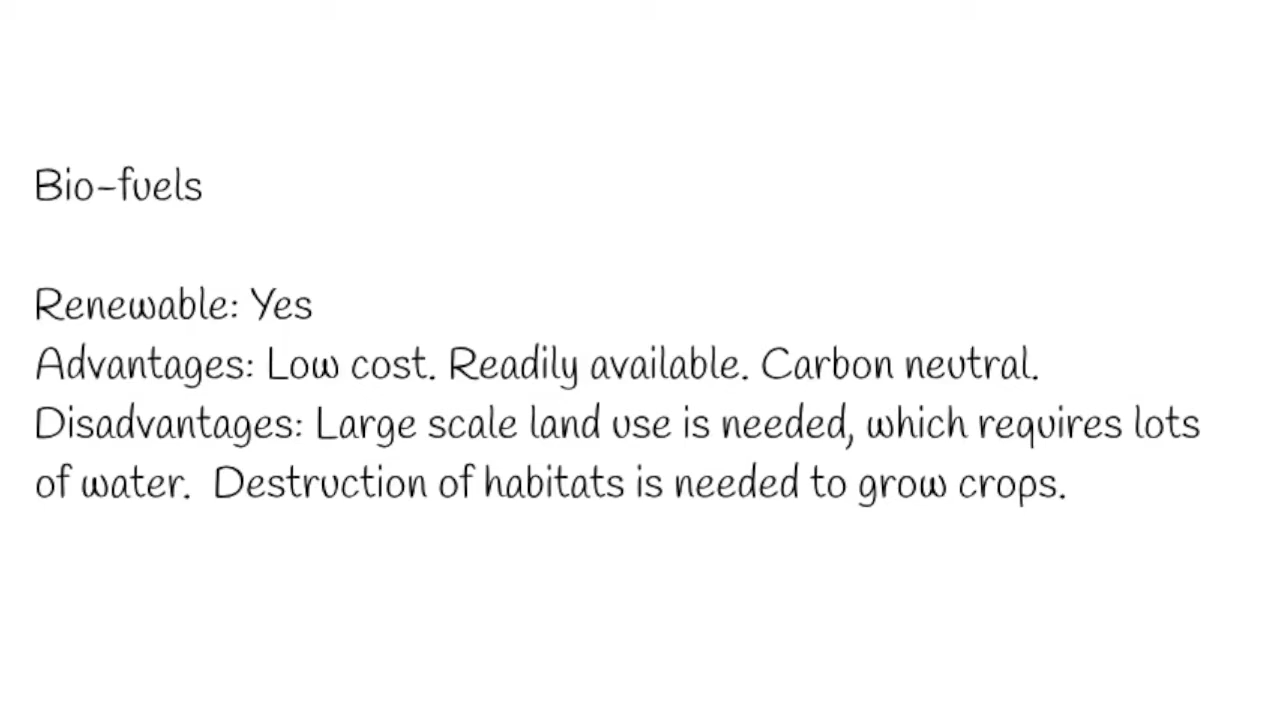 Bio-fuels
Renewable: Yes
Advantages: Low cost. Readily available. Carbon neutral.
Disadvantages: Large scale land use is needed, which requires lots
of water.  Destruction of habitats is needed to grow crops.